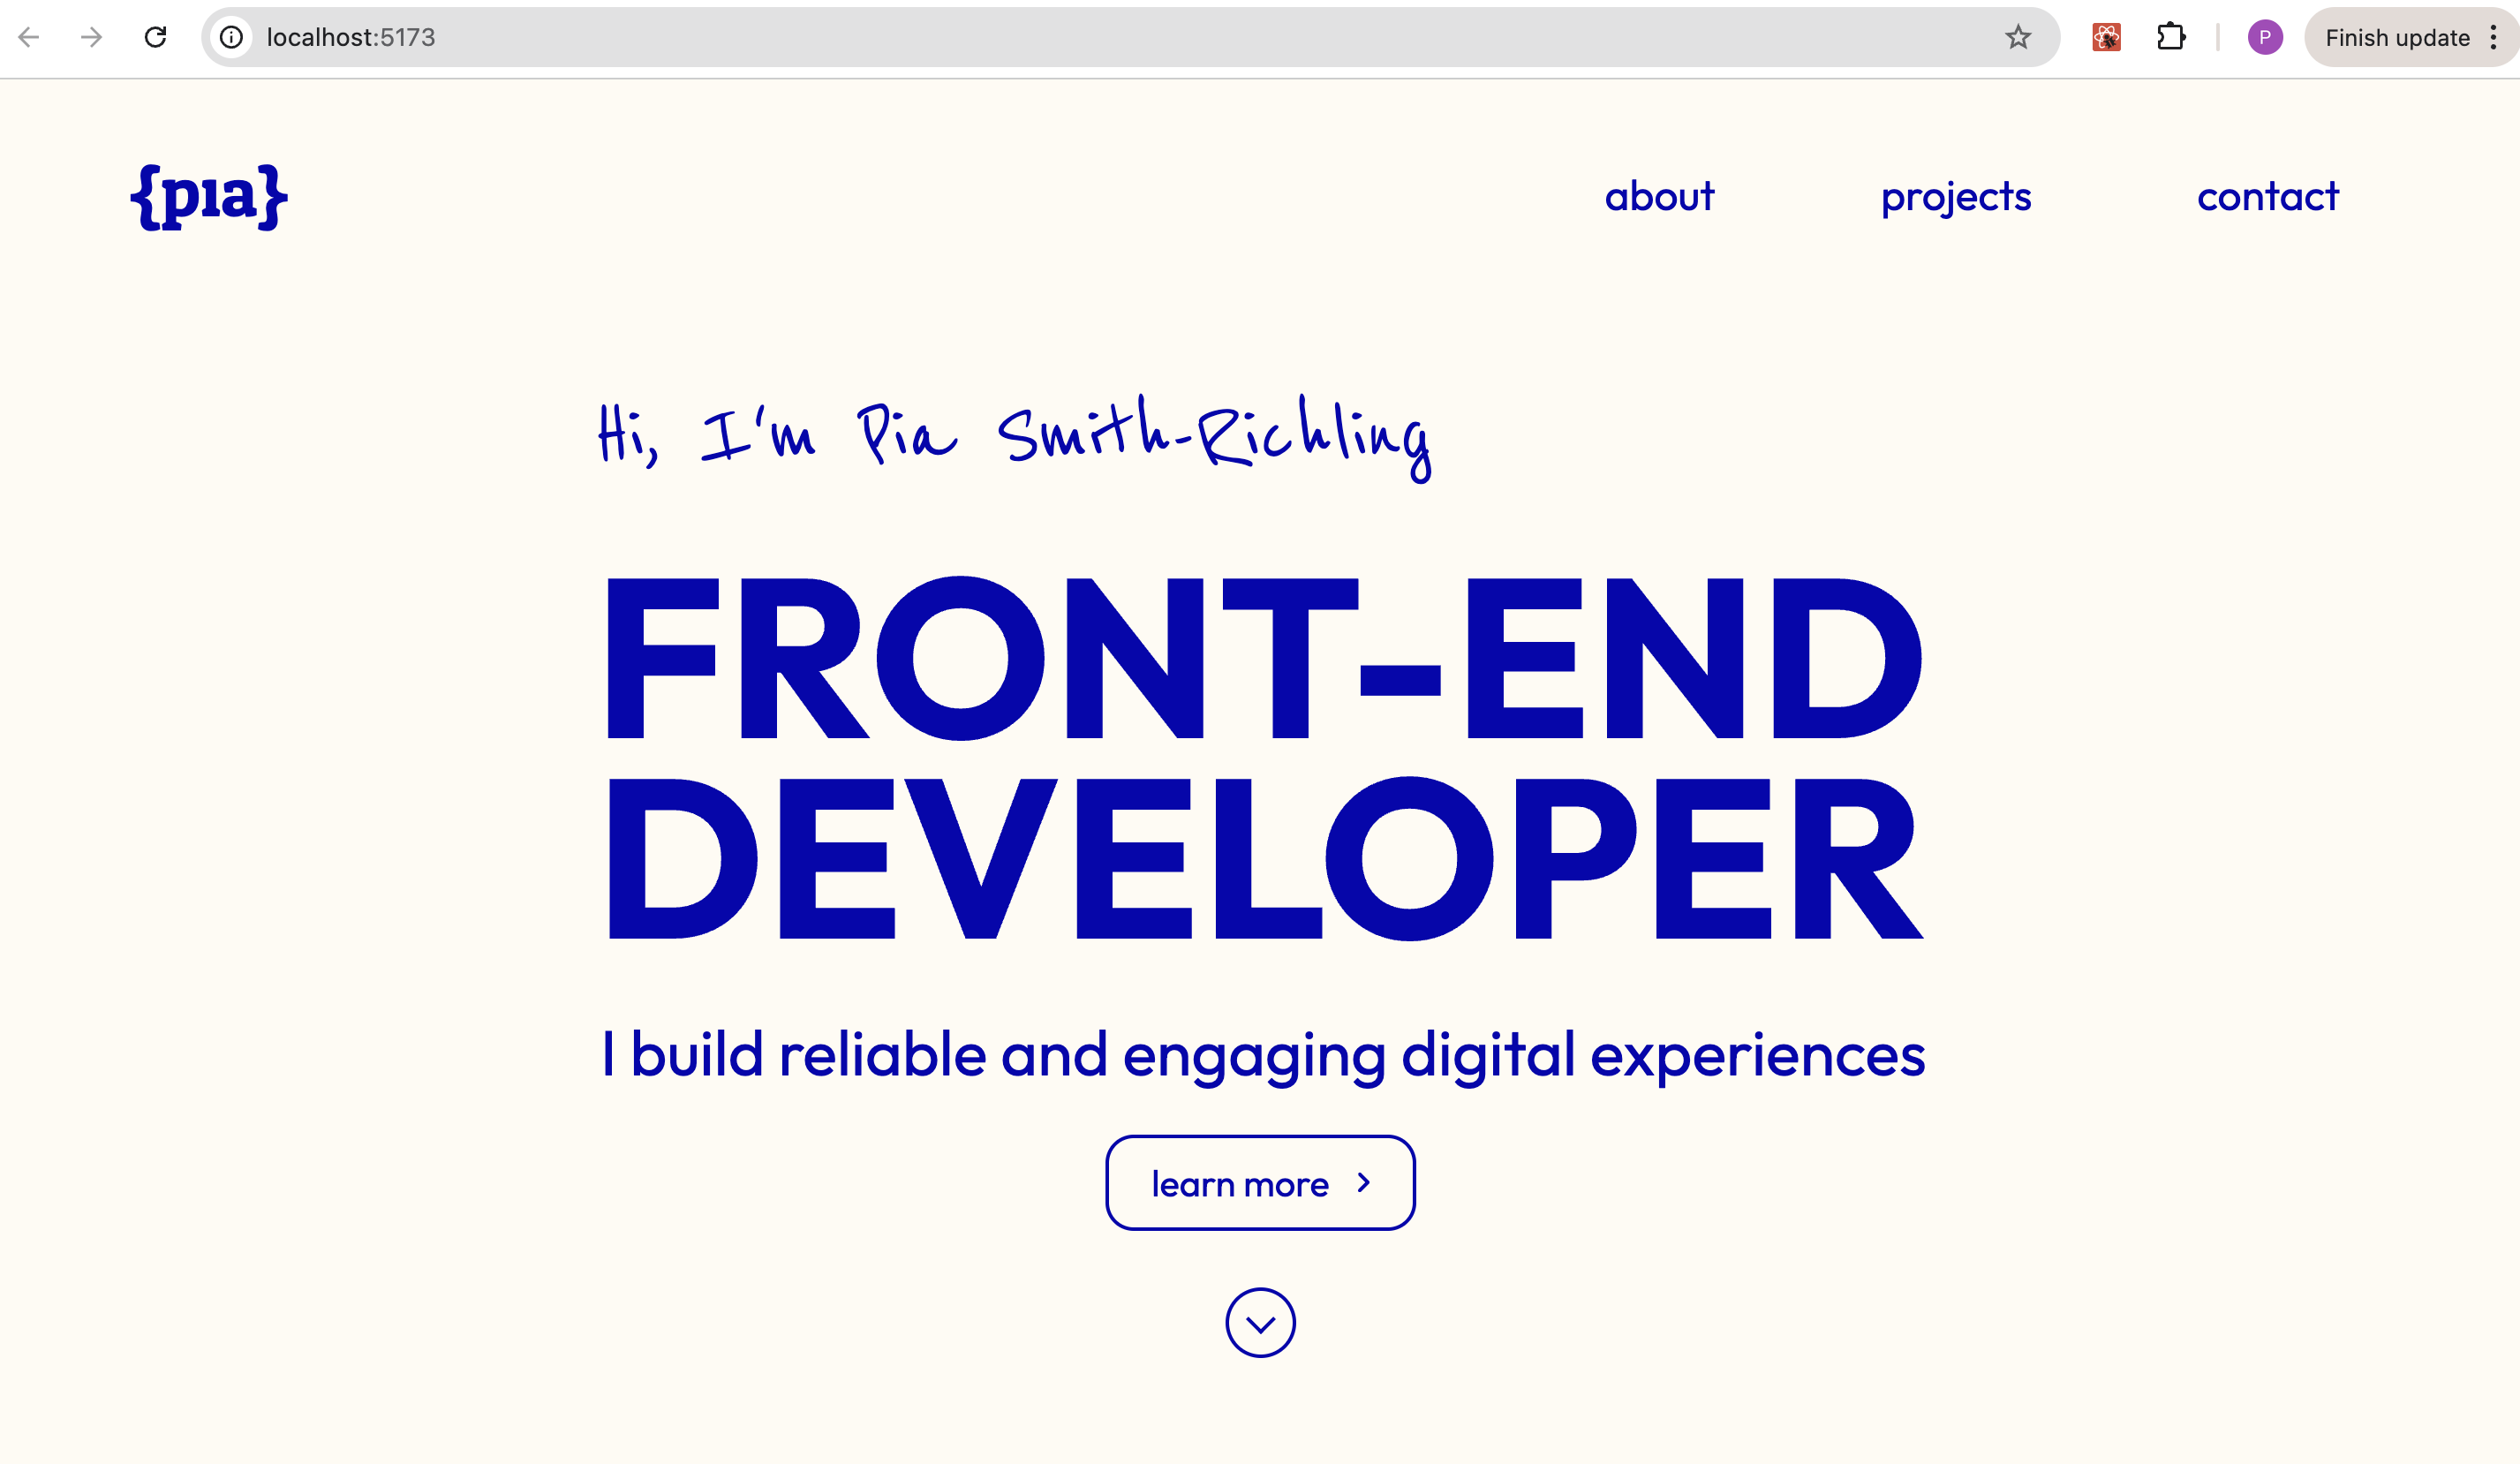 localhost:5173
P
Finish update
{pıa}
about
projects
contact
Hi, I'm Pia Smith-Richling
FRONT-END
DEVELOPER
I build reliable and engaging digital experiences
learn more